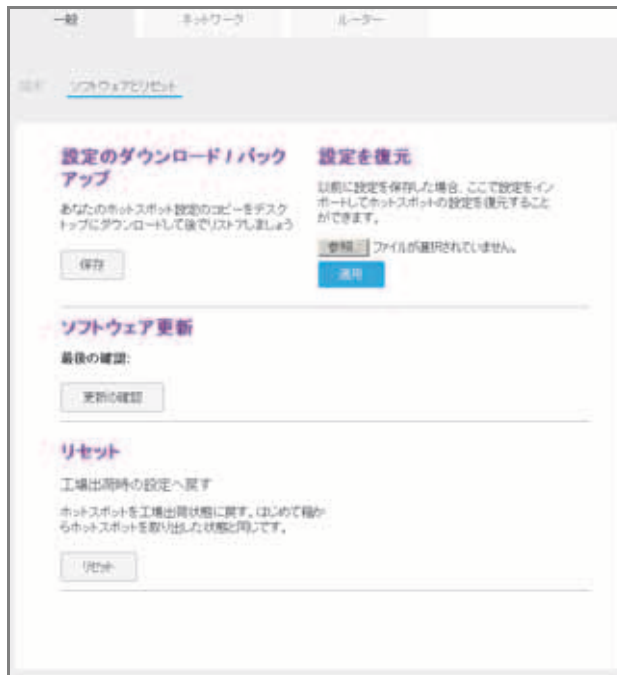 一般
ネットワーク
ルーター
ソフトウェアとリセット
設定のダウンロード / バック
アップ
あなたのホットスポット設定のコピーをデスク
トップにダウンロードして後でリストアしましょう
保存
設定を復元
以前に設定を保存した場合、ここで設定をイン
ポートしてホットスポットの設定を復元すること
ができます。
参照 ファイルが選択されていません。
適用
ソフトウェア更新
最後の確認:
更新の確認
リセット
工場出荷時の設定へ戻す
ホットスポットを工場出荷状態に戻す。はじめて箱か
らホットスポットを取り出した状態と同じです。
リセット